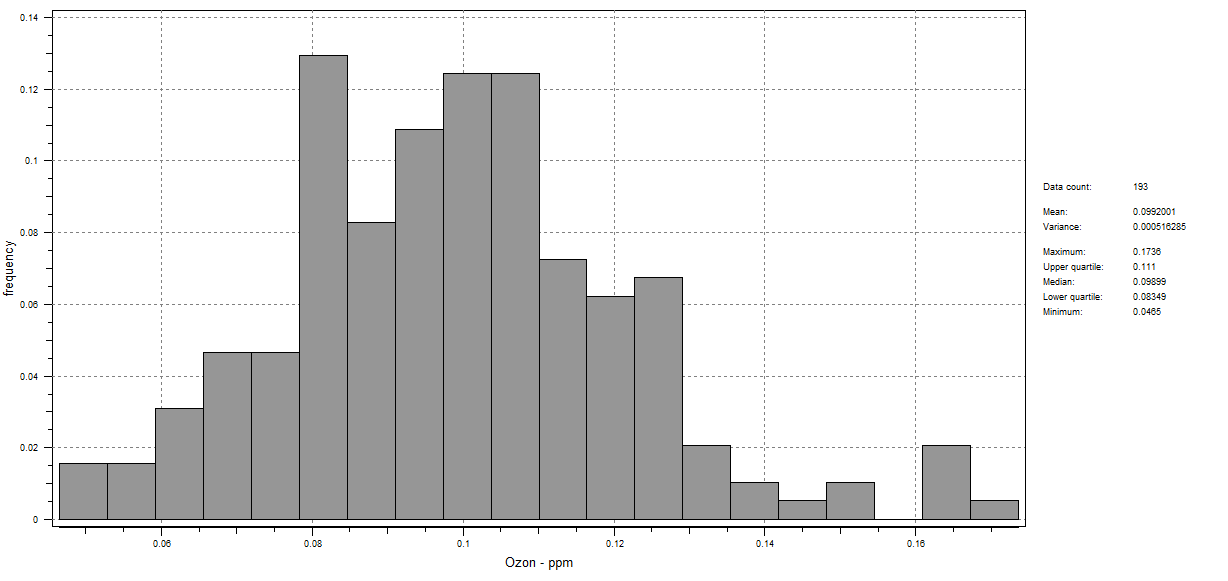 0.14
0.12
0.1
0.08
0.06
0.04
0.02
0
frequency
0.06
0.08
0.1
0.12
0.14
0.16
Ozon - ppm
Data count: 193
Mean: 0.0992001
Variance: 0.000516285
Maximum: 0.1736
Upper quartile: 0.111
Median: 0.09899
Lower quartile: 0.08349
Minimum: 0.0465